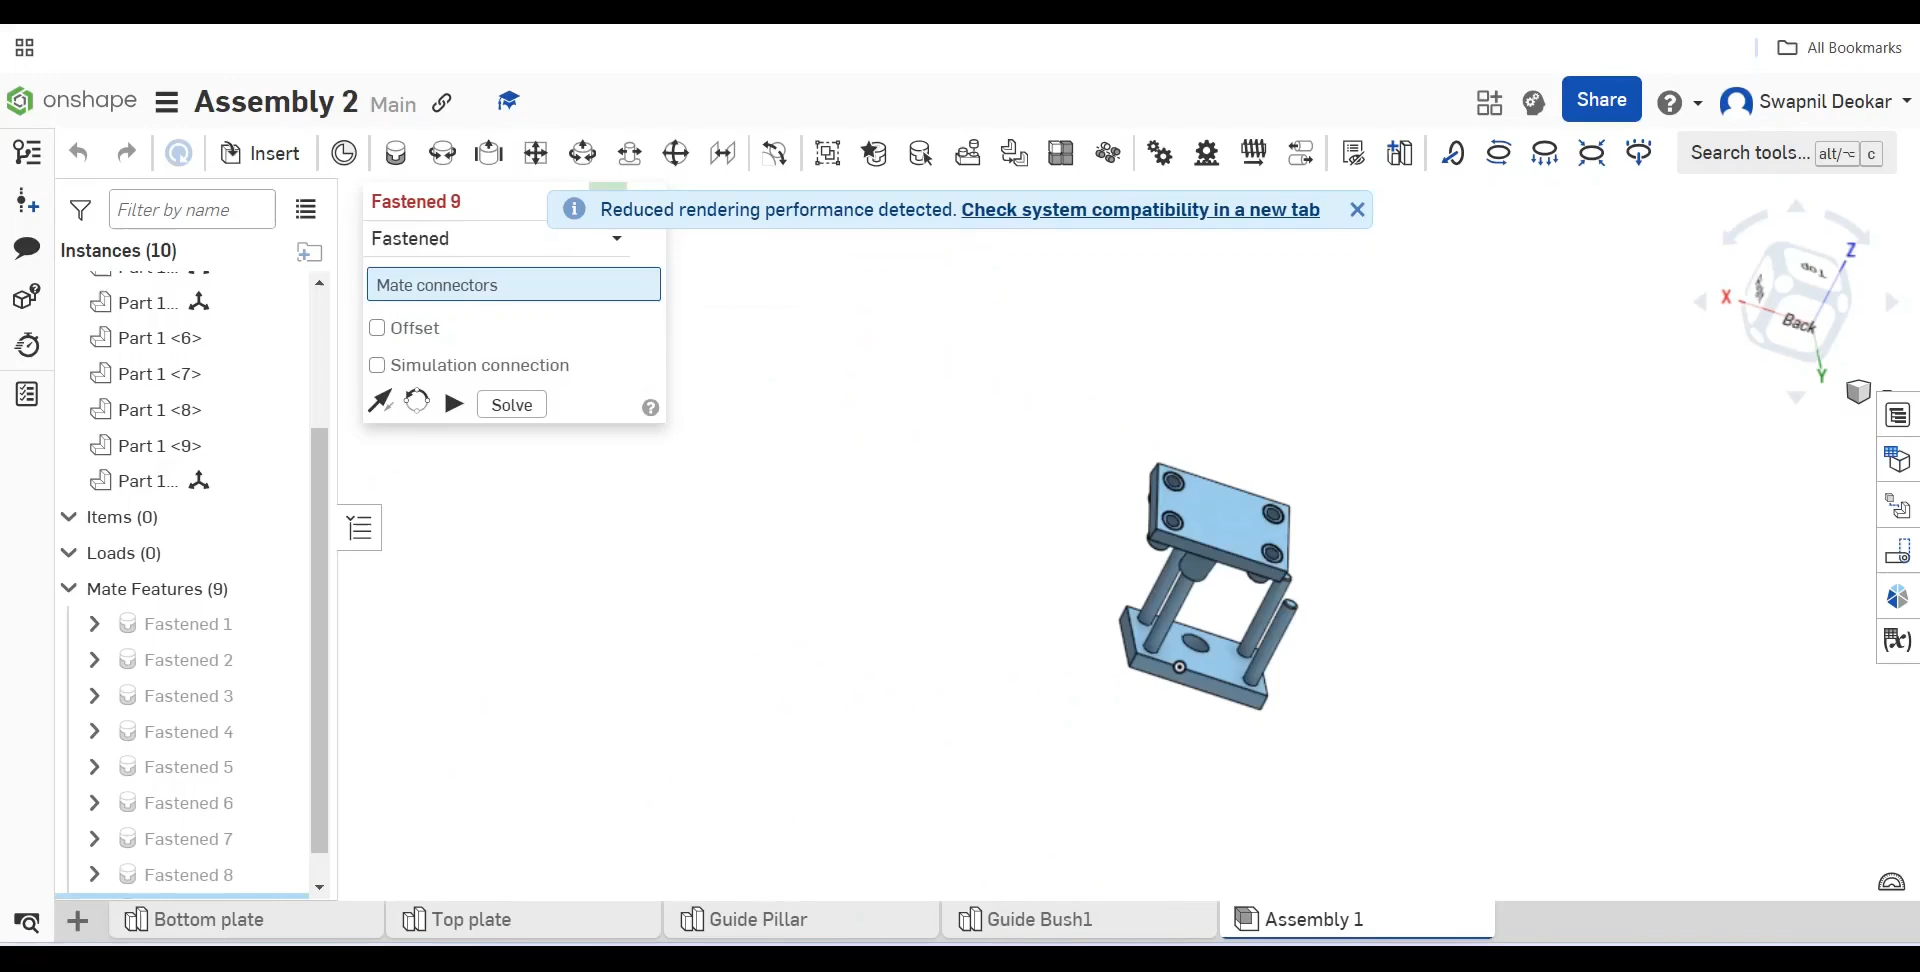 All Bookmarks
onshape Assembly 2 Main Share Swapnil Deokar
Insert Search tools... alt/⌥ c
Filter by name
Instances (10)
Part 1...
Part 1 <6>
Part 1 <7>
Part 1 <8>
Part 1 <9>
Part 1...
Items (0)
Loads (0)
Mate Features (9)
Fastened 1
Fastened 2
Fastened 3
Fastened 4
Fastened 5
Fastened 6
Fastened 7
Fastened 8
Fastened 9
Reduced rendering performance detected. Check system compatibility in a new tab
Fastened
Mate connectors
Offset
Simulation connection
Solve
Z
Top
X
Back
Y
Bottom plate Top plate Guide Pillar Guide Bush1 Assembly 1